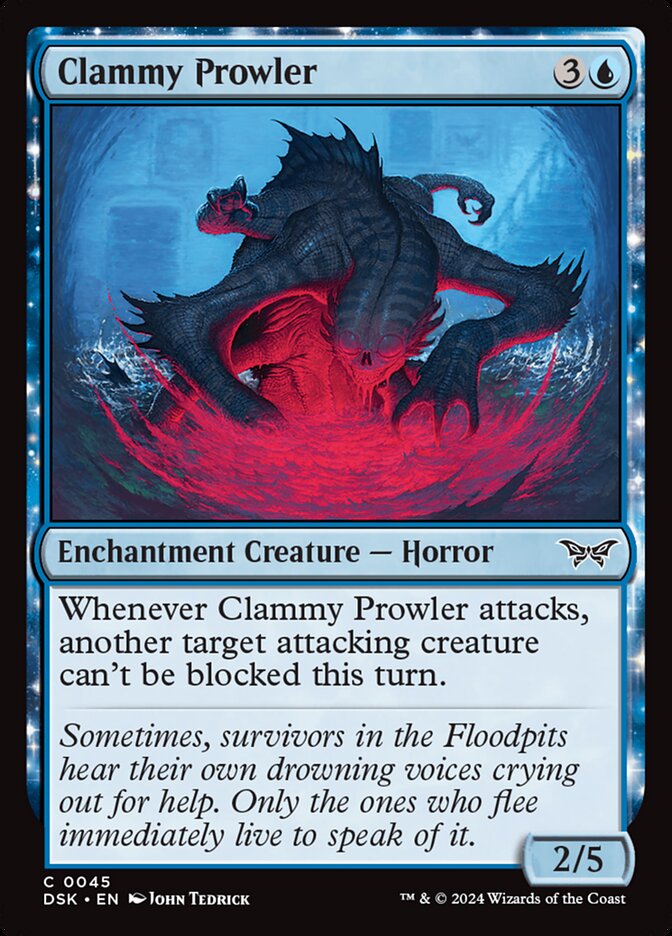 Clammy Prowler 3
Enchantment Creature — Horror
Whenever Clammy Prowler attacks,
another target attacking creature
can't be blocked this turn.
Sometimes, survivors in the Floodpits
hear their own drowning voices crying
out for help. Only the ones who flee
immediately live to speak of it.
2/5
C 0045
DSK • EN John Tedrick
™ & © 2024 Wizards of the Coast